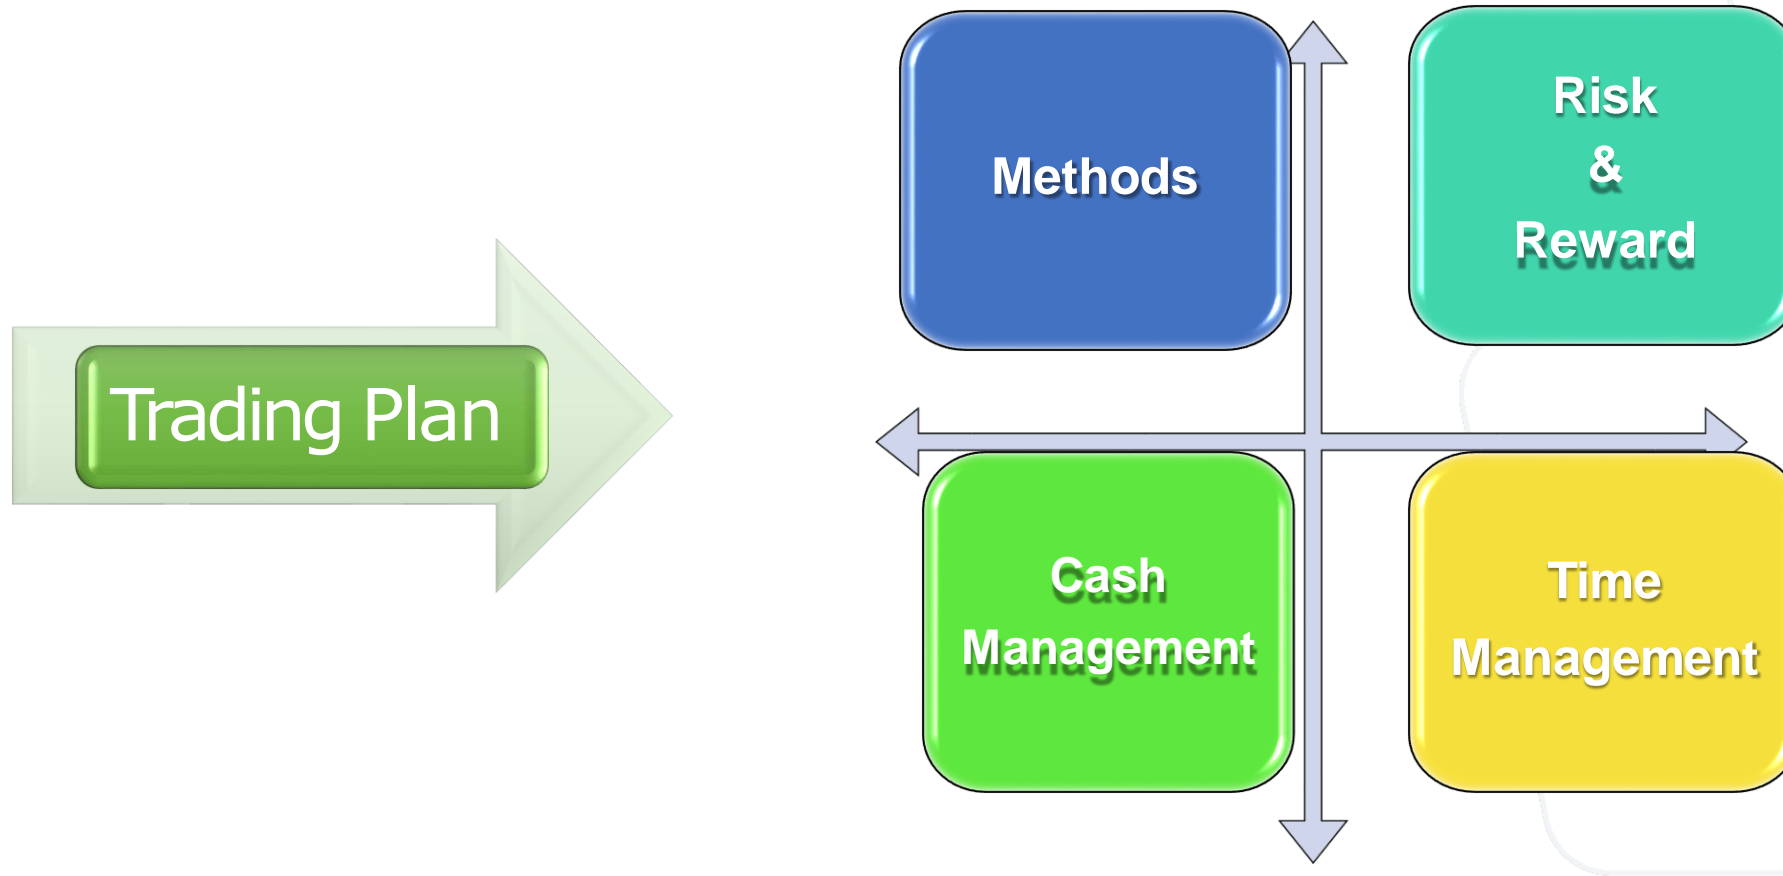 Trading Plan
Methods
Risk
&
Reward
Cash
Management
Time
Management